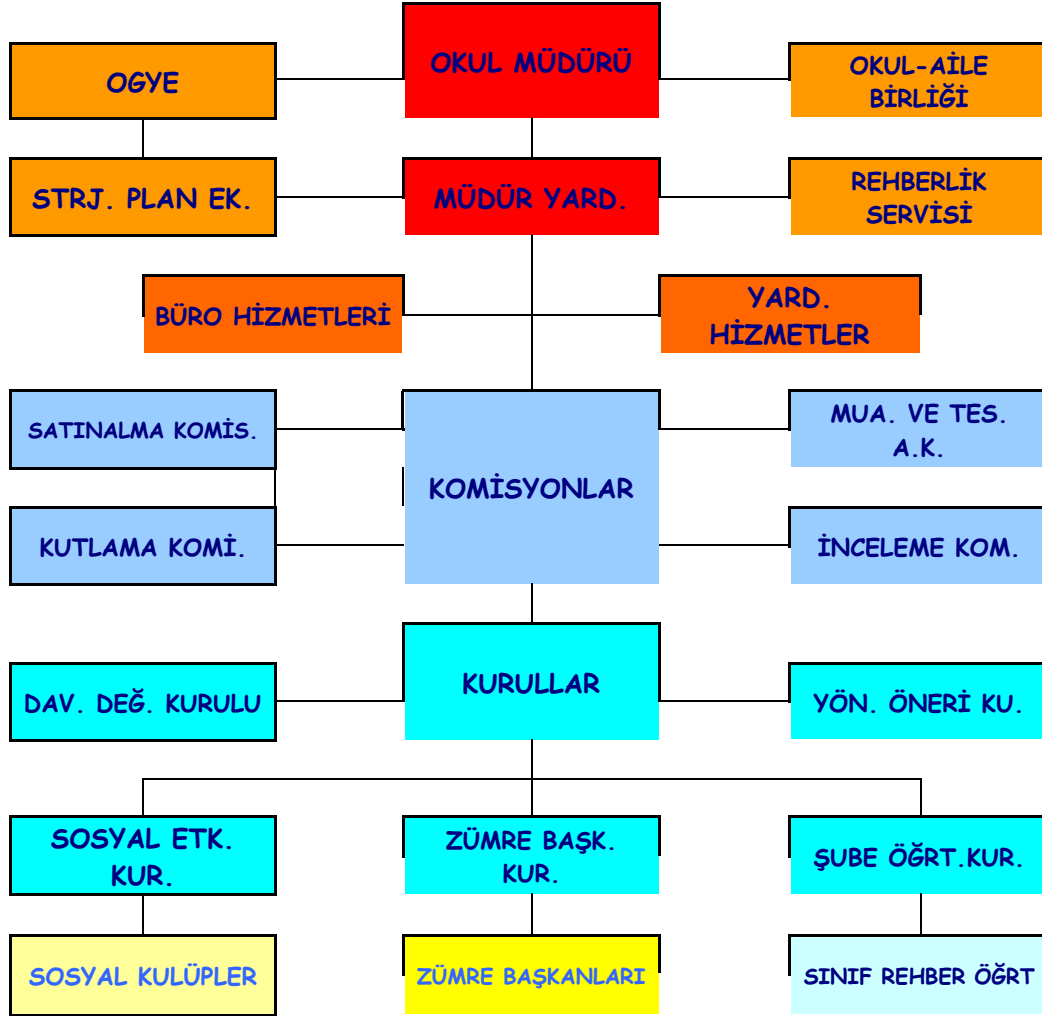 OKUL MÜDÜRÜ
OGYE
OKUL-AİLE
BİRLİĞİ
STRJ. PLAN EK.
MÜDÜR YARD.
REHBERLİK
SERVİSİ
BÜRO HİZMETLERİ
YARD.
HİZMETLER
SATINALMA KOMİS.
MUA. VE TES.
A.K.
KOMİSYONLAR
KUTLAMA KOMİ.
İNCELEME KOM.
KURULLAR
DAV. DEĞ. KURULU
YÖN. ÖNERİ KU.
SOSYAL ETK.
KUR.
ZÜMRE BAŞK.
KUR.
ŞUBE ÖĞRT.KUR.
SOSYAL KULÜPLER
ZÜMRE BAŞKANLARI
SINIF REHBER ÖĞRT